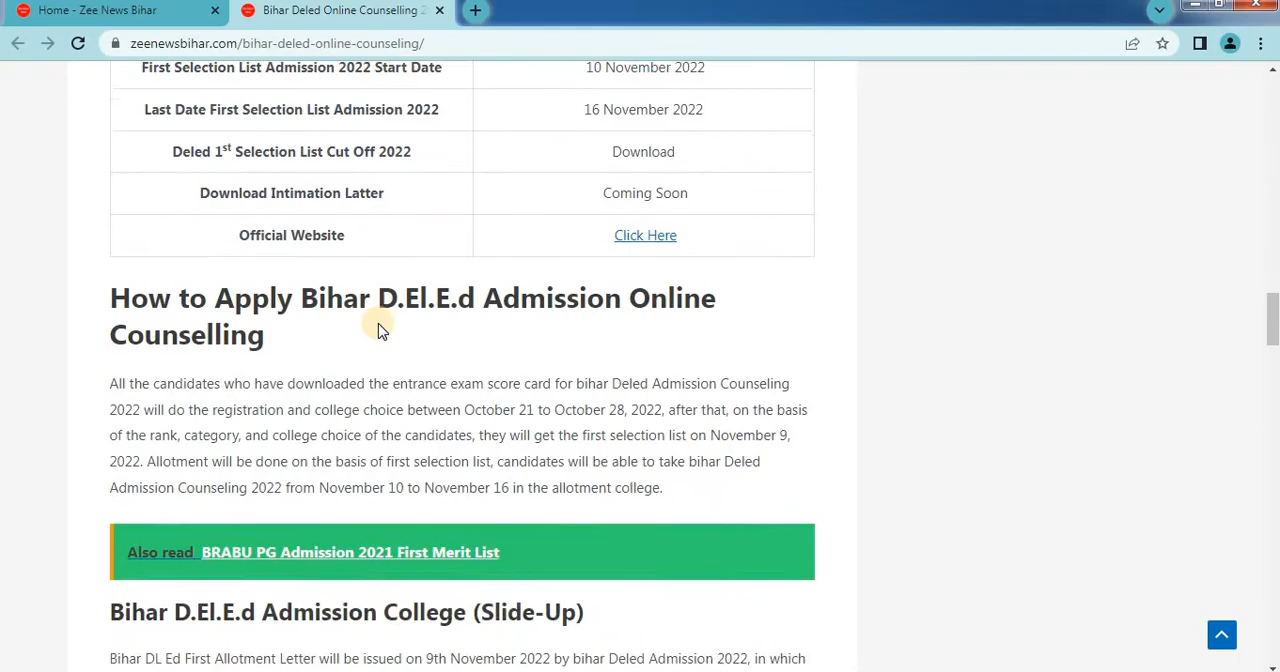 Home - Zee News Bihar
Bihar Deled Online Counselling 2
zeenewsbihar.com/bihar-deled-online-counseling/
First Selection List Admission 2022 Start Date 10 November 2022
Last Date First Selection List Admission 2022 16 November 2022
Deled 1st Selection List Cut Off 2022 Download
Download Intimation Latter Coming Soon
Official Website Click Here
How to Apply Bihar D.El.E.d Admission Online
Counselling
All the candidates who have downloaded the entrance exam score card for bihar Deled Admission Counseling
2022 will do the registration and college choice between October 21 to October 28, 2022, after that, on the basis
of the rank, category, and college choice of the candidates, they will get the first selection list on November 9,
2022. Allotment will be done on the basis of first selection list, candidates will be able to take bihar Deled
Admission Counseling 2022 from November 10 to November 16 in the allotment college.
Also read BRABU PG Admission 2021 First Merit List
Bihar D.El.E.d Admission College (Slide-Up)
Bihar DL Ed First Allotment Letter will be issued on 9th November 2022 by bihar Deled Admission 2022, in which